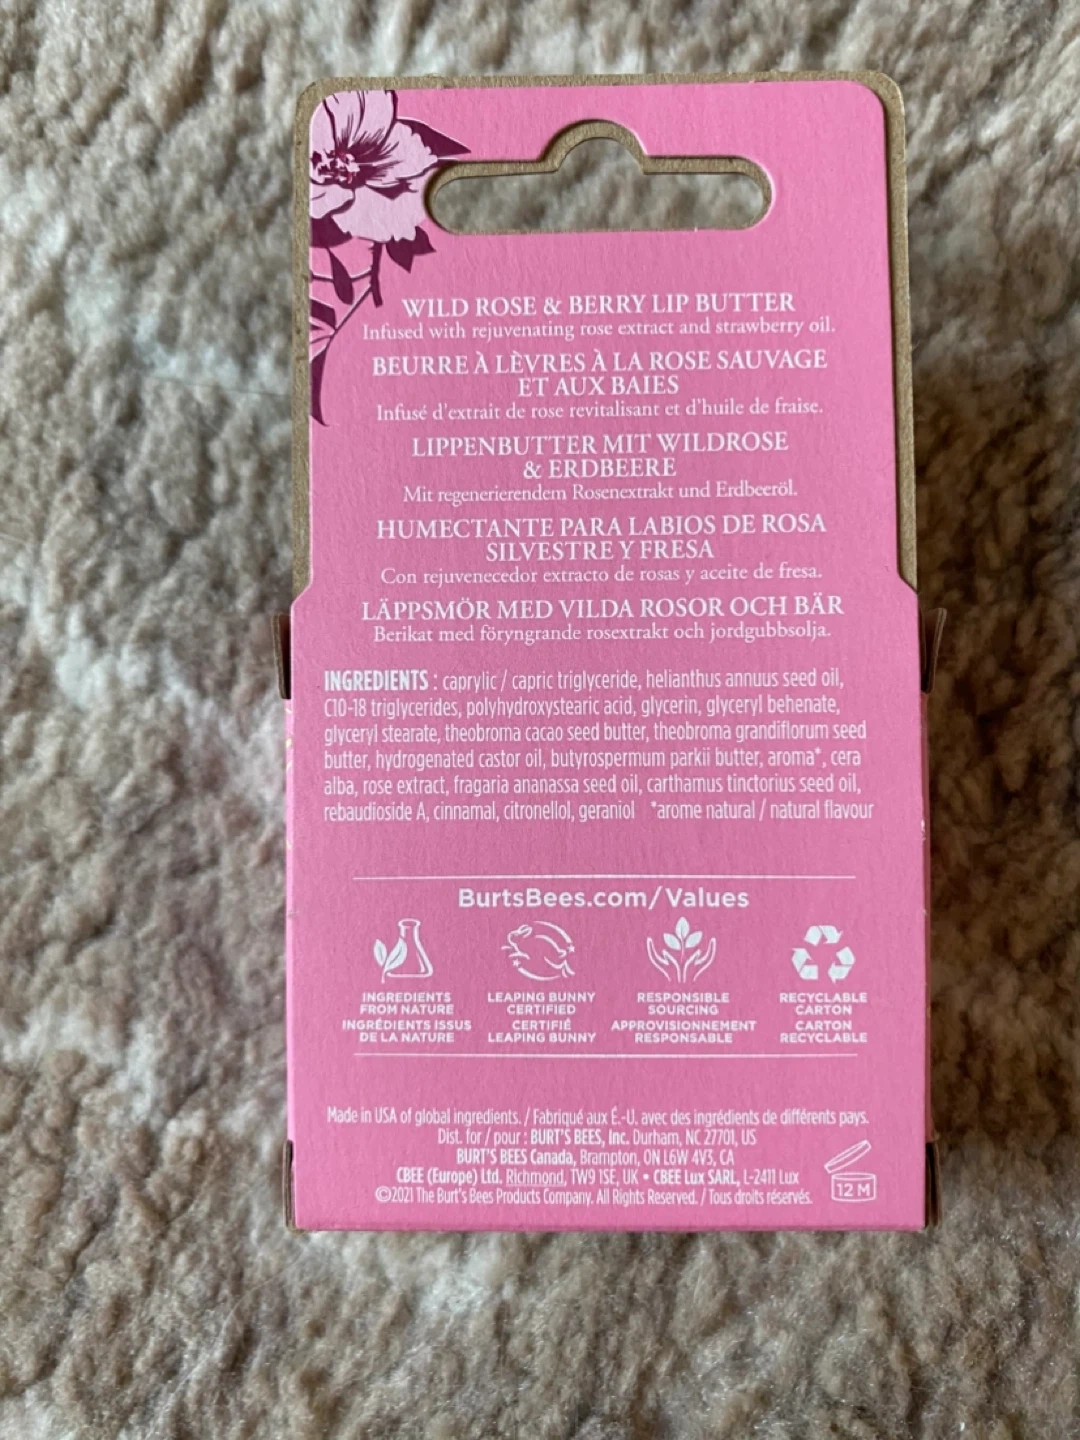 WILD ROSE & BERRY LIP BUTTER
Infused with rejuvenating rose extract and strawberry oil.
BEURRE À LÈVRES À LA ROSE SAUVAGE
ET AUX BAIES
Infusé d'extrait de rose revitalisant et d'huile de fraise.
LIPPENBUTTER MIT WILDROSE
& ERDBEERE
Mit regenerierendem Rosenextrakt und Erdbeeröl.
HUMECTANTE PARA LABIOS DE ROSA
SILVESTRE Y FRESA
Con rejuvenecedor extracto de rosas y aceite de fresa.
LÄPPSMÖR MED VILDA ROSOR OCH BÄR
Berikat med föryngrande rosextrakt och jordgubbsolja.
INGREDIENTS : caprylic / capric triglyceride, helianthus annuus seed oil,
C10-18 triglycerides, polyhydroxystearic acid, glycerin, glyceryl behenate,
glyceryl stearate, theobroma cacao seed butter, theobroma grandiflorum seed
butter, hydrogenated castor oil, butyrospermum parkii butter, aroma*, cera
alba, rose extract, fragaria ananassa seed oil, carthamus tinctorius seed oil,
rebaudioside A, cinnamal, citronellol, geraniol *arome natural / natural flavour
BurtsBees.com/Values
INGREDIENTS
FROM NATURE
INGRÉDIENTS ISSUS
DE LA NATURE
LEAPING BUNNY
CERTIFIED
CERTIFIÉ
LEAPING BUNNY
RESPONSIBLE
SOURCING
APPROVISIONNEMENT
RESPONSABLE
RECYCLABLE
CARTON
CARTON
RECYCLABLE
Made in USA of global ingredients. / Fabriqué aux É.-U. avec des ingrédients de différents pays.
Dist. for / pour : BURT'S BEES, Inc. Durham, NC 27701, US
BURT'S BEES Canada, Brampton, ON L6W 4V3, CA
CBEE (Europe) Ltd. Richmond, TW9 1SE, UK • CBEE Lux SARL, L-2411 Lux
©2021 The Burt's Bees Products Company. All Rights Reserved. / Tous droits réservés.
12 M